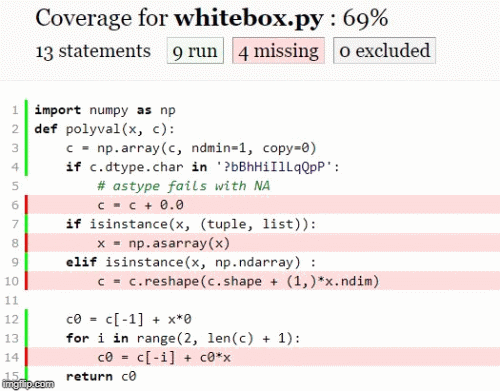 Coverage for whitebox.py : 69%
13 statements 9 run 4 missing 0 excluded
1 import numpy as np
2 def polyval(x, c):
3     c = np.array(c, ndmin=1, copy=0)
4     if c.dtype.char in '?bBhHiIlLqQpP':
5         # astype fails with NA
6         c = c + 0.0
7     if isinstance(x, (tuple, list)):
8         x = np.asarray(x)
9     elif isinstance(x, np.ndarray) :
10         c = c.reshape(c.shape + (1,)*x.ndim)
11
12     c0 = c[-1] + x*0
13     for i in range(2, len(c) + 1):
14         c0 = c[-i] + c0*x
15     return c0
imgflip.com